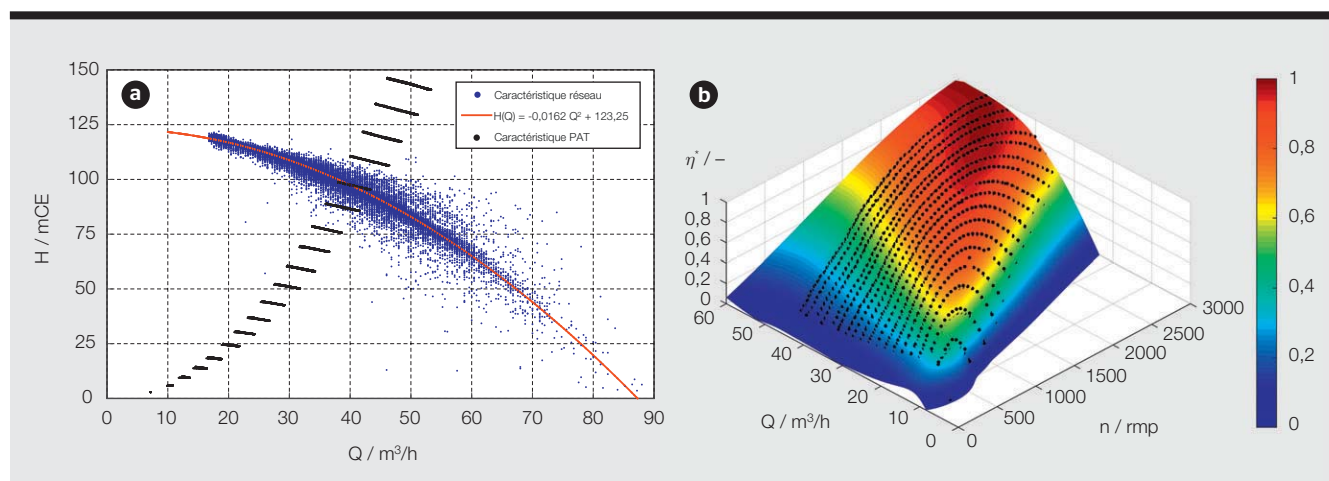 a
150
125
100
75
50
25
0
H / mCE
0 10 20 30 40 50 60 70 80 90
Q / m³/h
Caractéristique réseau
H(Q) = -0,0162 Q² + 123,25
Caractéristique PAT
b
η* / –
1
0,8
0,6
0,4
0,2
0
60 50 40 30 20 10 0
Q / m³/h
0 500 1000 1500 2000 2500 3000
n / rmp
1
0,8
0,6
0,4
0,2
0